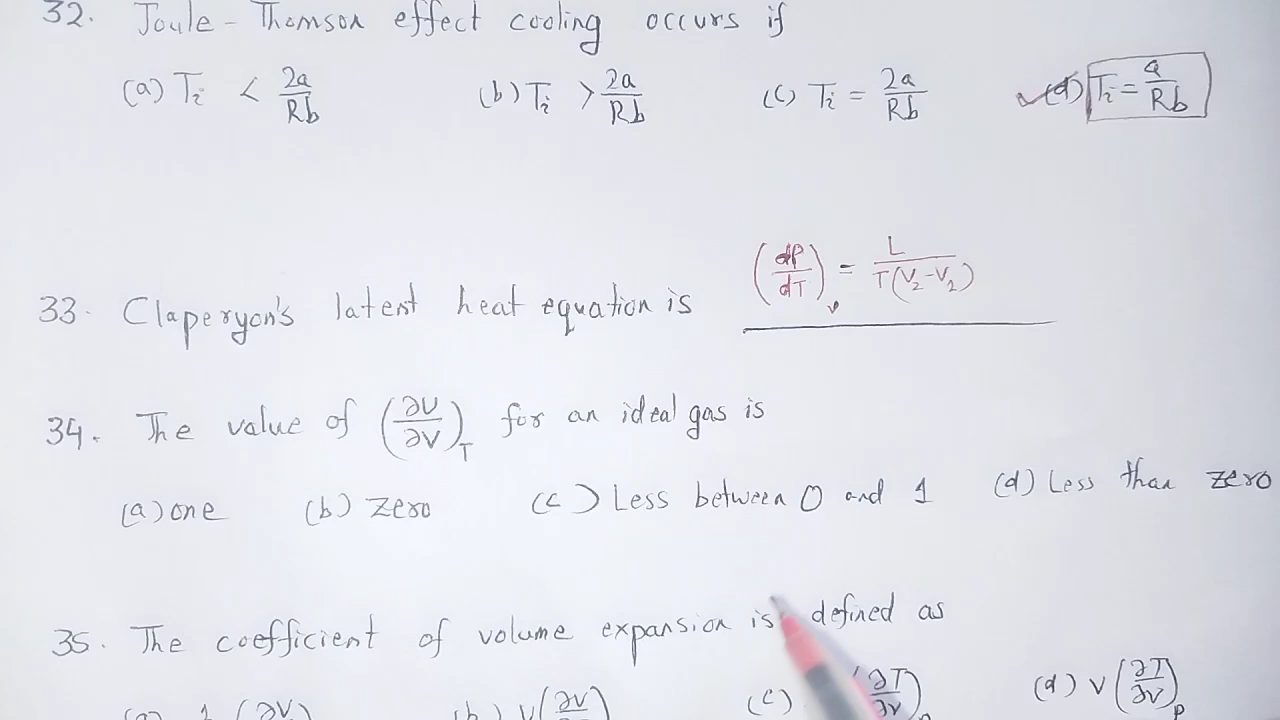 32. Joule-Thomson effect cooling occurs if
(a) Ti < 2a/Rb (b) Ti > 2a/Rb (c) Ti = 2a/Rb (d) Ti = a/Rb
33. Claperyon's latent heat equation is (dP/dT)v = L/T(V2-V2)
34. The value of (∂U/∂V)T for an ideal gas is
(a) one (b) zero (c) Less between 0 and 1 (d) Less than zero
35. The coefficient of volume expansion is defined as
(b) V(∂V/ (c) (∂T/∂V) (d) V(∂T/∂V)P